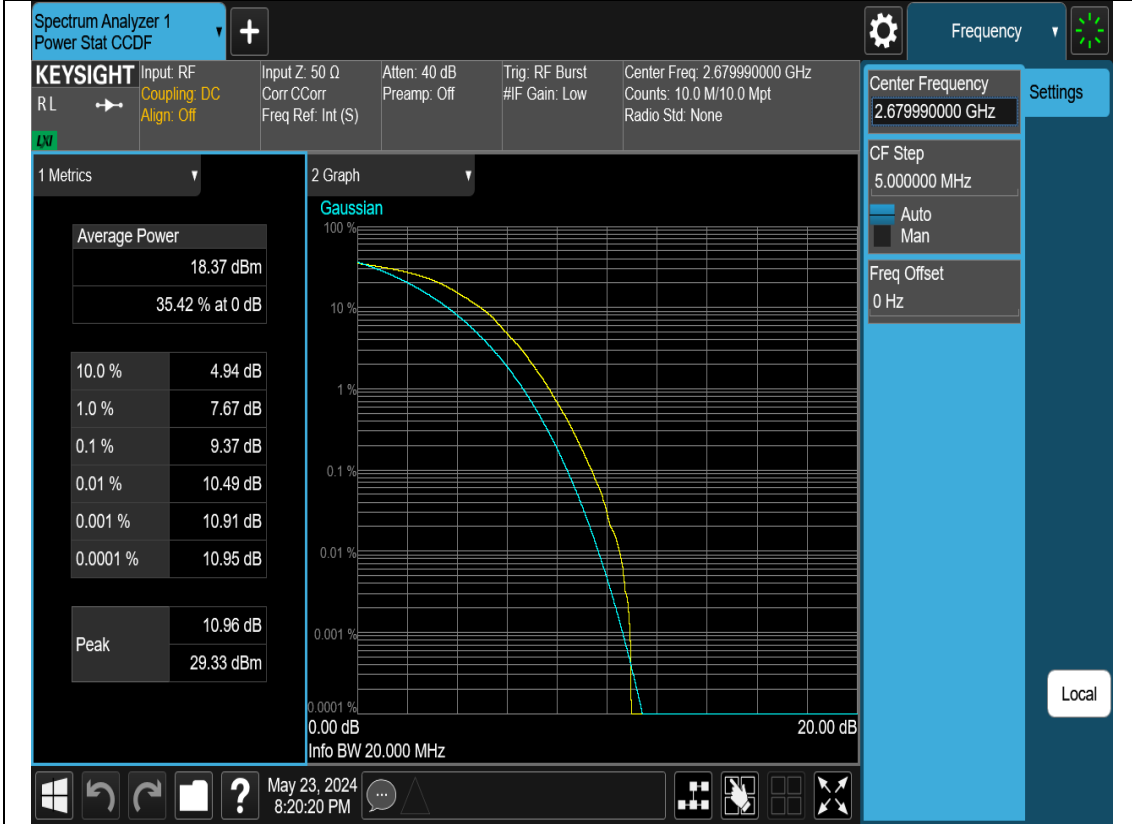 Spectrum Analyzer 1
Power Stat CCDF
+
Frequency
KEYSIGHT
RL
LXI
Input: RF
Coupling: DC
Align: Off
Input Z: 50 Ω
Corr CCorr
Freq Ref: Int (S)
Atten: 40 dB
Preamp: Off
Trig: RF Burst
#IF Gain: Low
Center Freq: 2.679990000 GHz
Counts: 10.0 M/10.0 Mpt
Radio Std: None
Center Frequency
2.679990000 GHz
Settings
CF Step
5.000000 MHz
Auto
Man
Freq Offset
0 Hz
1 Metrics
Average Power
18.37 dBm
35.42 % at 0 dB
10.0 % 4.94 dB
1.0 % 7.67 dB
0.1 % 9.37 dB
0.01 % 10.49 dB
0.001 % 10.91 dB
0.0001 % 10.95 dB
Peak
10.96 dB
29.33 dBm
2 Graph
Gaussian
100 %
10 %
1 %
0.1 %
0.01 %
0.001 %
0.0001 %
0.00 dB 20.00 dB
Info BW 20.000 MHz
Local
?
May 23, 2024
8:20:20 PM